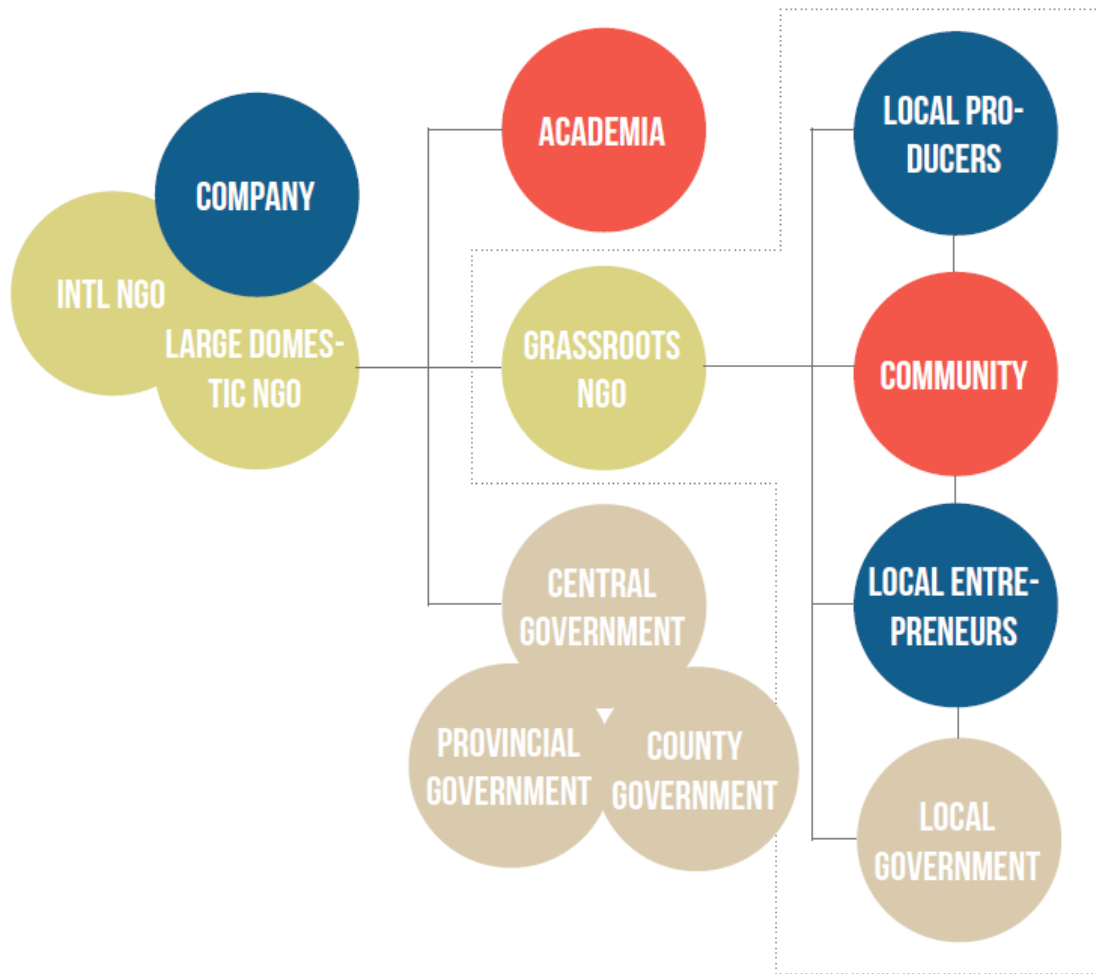 COMPANY
INTL NGO
LARGE DOMES-
TIC NGO
ACADEMIA
GRASSROOTS
NGO
CENTRAL
GOVERNMENT
PROVINCIAL
GOVERNMENT
COUNTY
GOVERNMENT
LOCAL PRO-
DUCERS
COMMUNITY
LOCAL ENTRE-
PRENEURS
LOCAL
GOVERNMENT